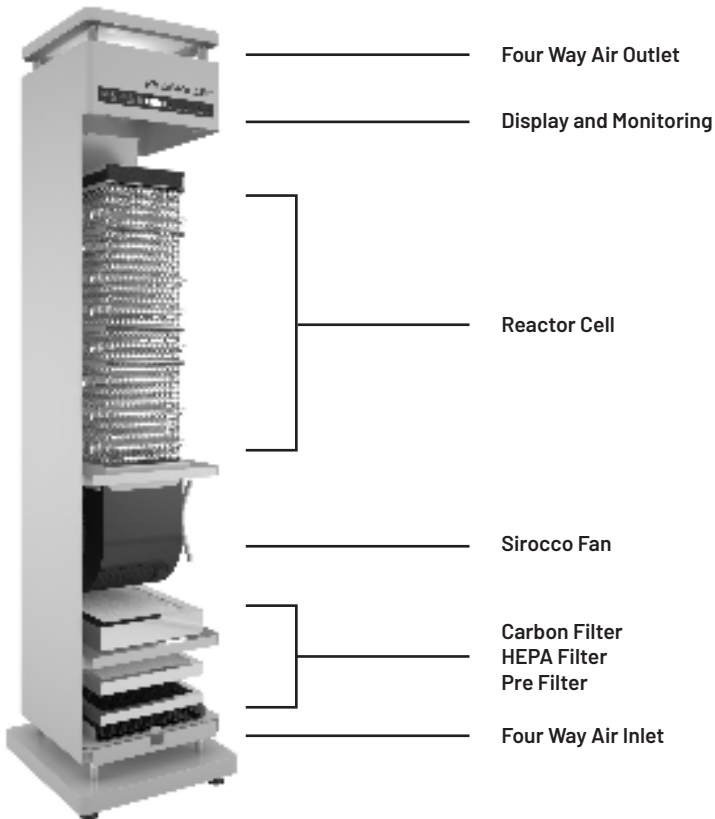 Four Way Air Outlet
Display and Monitoring
Reactor Cell
Sirocco Fan
Carbon Filter
HEPA Filter
Pre Filter
Four Way Air Inlet